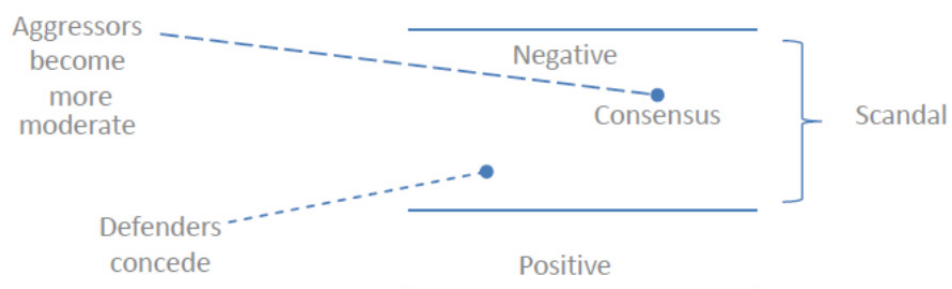 Aggressors
become
more
moderate
Negative
Consensus
Scandal
Defenders
concede
Positive